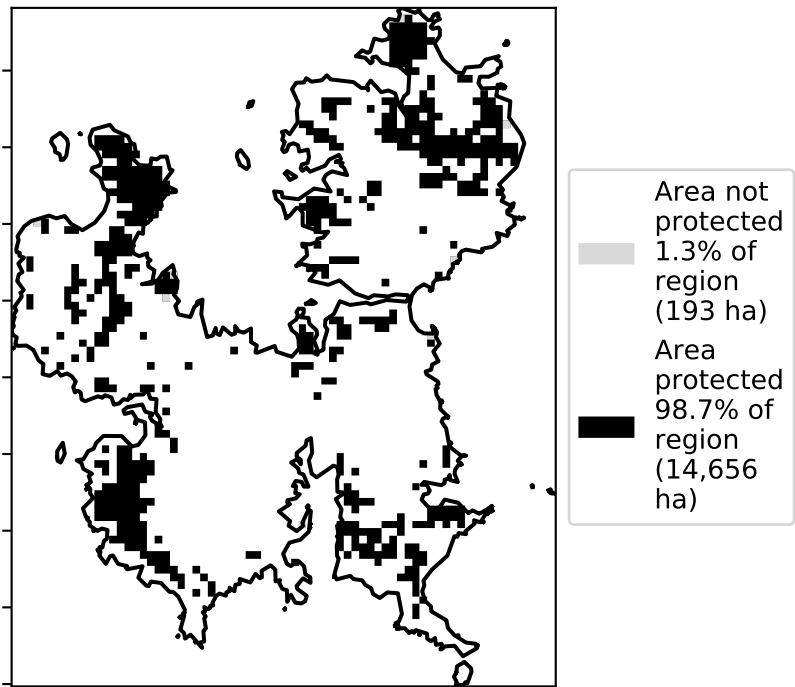 Area not
protected
1.3% of
region
(193 ha)
Area
protected
98.7% of
region
(14,656
ha)